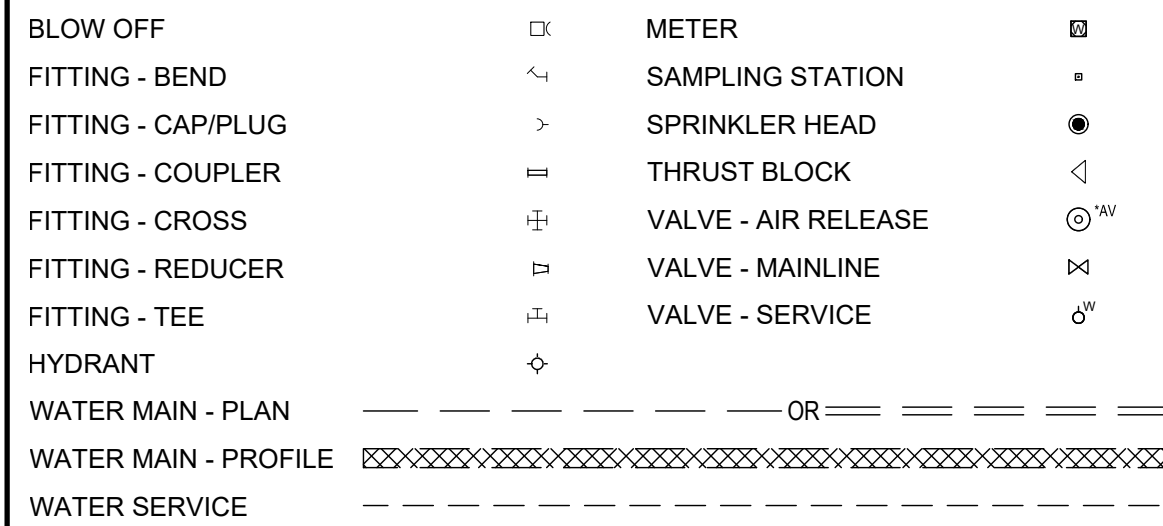 BLOW OFF
FITTING - BEND
FITTING - CAP/PLUG
FITTING - COUPLER
FITTING - CROSS
FITTING - REDUCER
FITTING - TEE
HYDRANT
METER W
SAMPLING STATION
SPRINKLER HEAD
THRUST BLOCK
VALVE - AIR RELEASE *AV
VALVE - MAINLINE
VALVE - SERVICE W
WATER MAIN - PLAN OR
WATER MAIN - PROFILE
WATER SERVICE